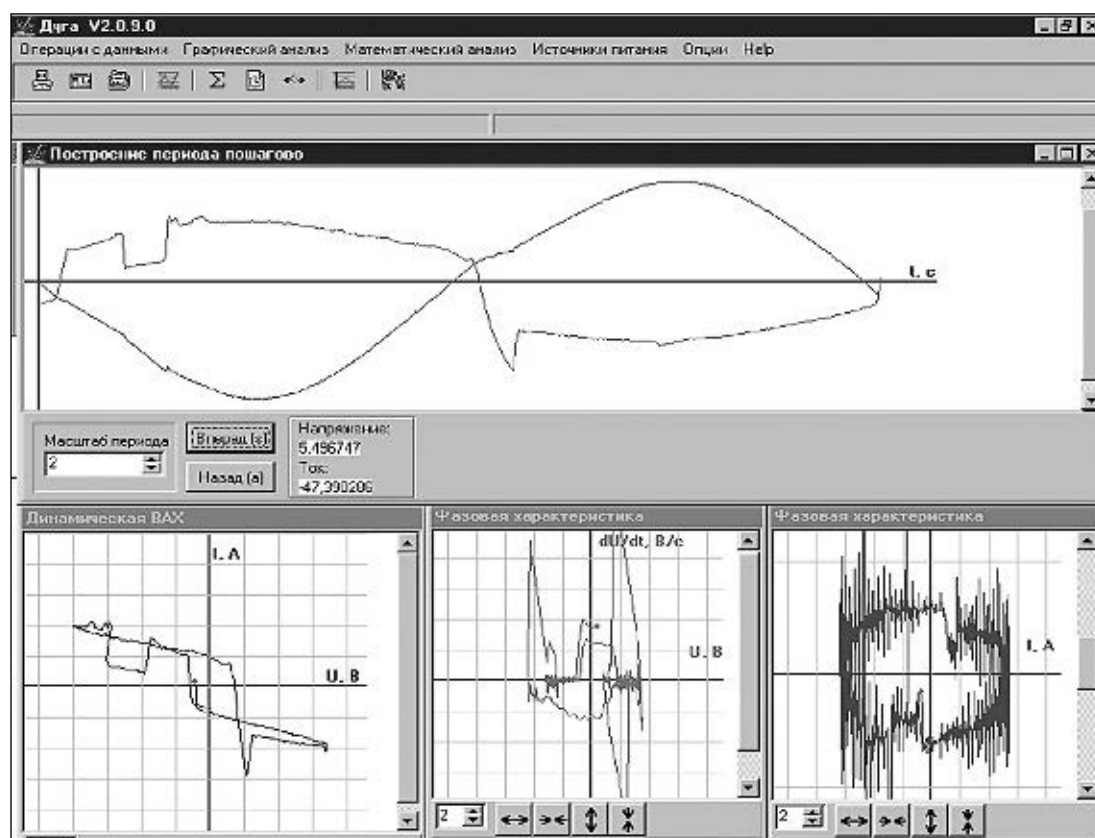 Дуга V2.0.9.0
Операции с данными Графический анализ Математический анализ Источники питания Опции Help
Построение периода пошагово
t, c
Масштаб периода
2
Вперед (s)
Назад (a)
Напряжение:
5.496747
Ток:
-47,390286
Динамическая ВАХ
I. A
U. B
Фазовая характеристика
dU/dt, B/c
U. B
2
Фазовая характеристика
I. A
2